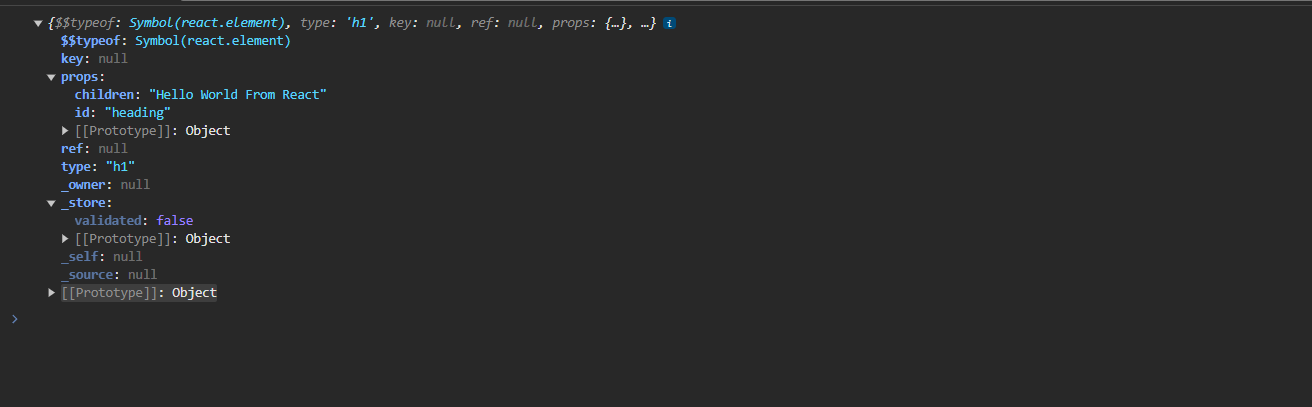 ▼ {$$typeof: Symbol(react.element), type: 'h1', key: null, ref: null, props: {…}, …} i
$$typeof: Symbol(react.element)
key: null
▼ props:
children: "Hello World From React"
id: "heading"
▶ [[Prototype]]: Object
ref: null
type: "h1"
_owner: null
▼ _store:
validated: false
▶ [[Prototype]]: Object
_self: null
_source: null
▶ [[Prototype]]: Object
>